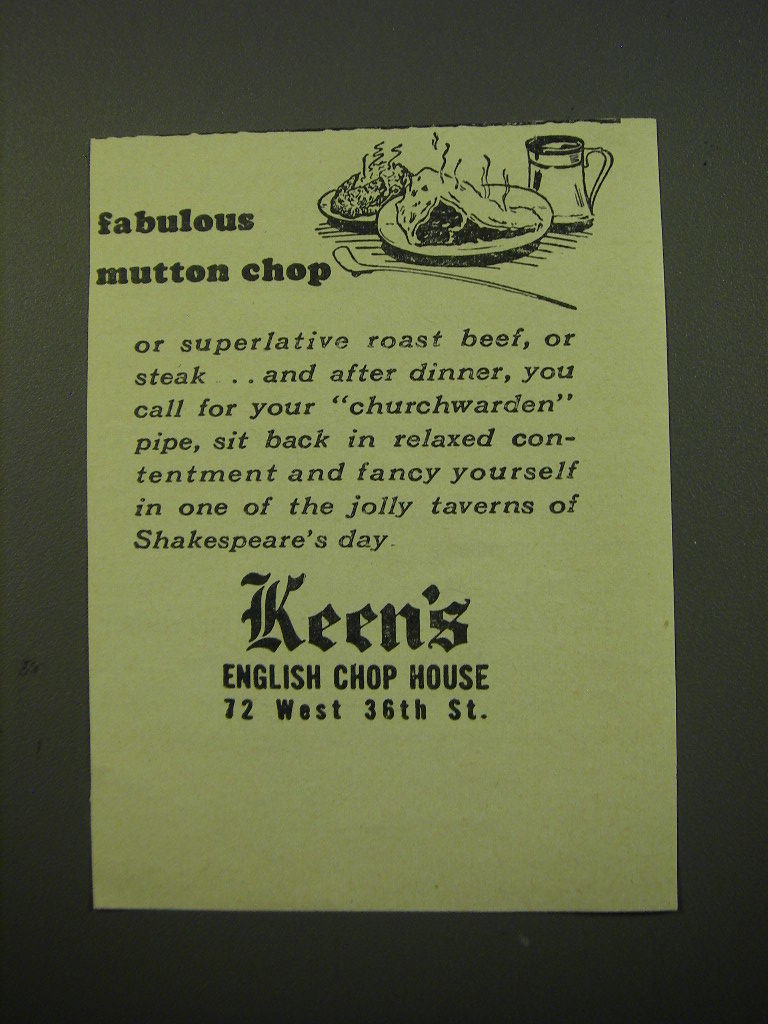 fabulous
mutton chop
or superlative roast beef, or
steak ... and after dinner, you
call for your "churchwarden"
pipe, sit back in relaxed con-
tentment and fancy yourself
in one of the jolly taverns of
Shakespeare's day.
Keen's
ENGLISH CHOP HOUSE
72 West 36th St.